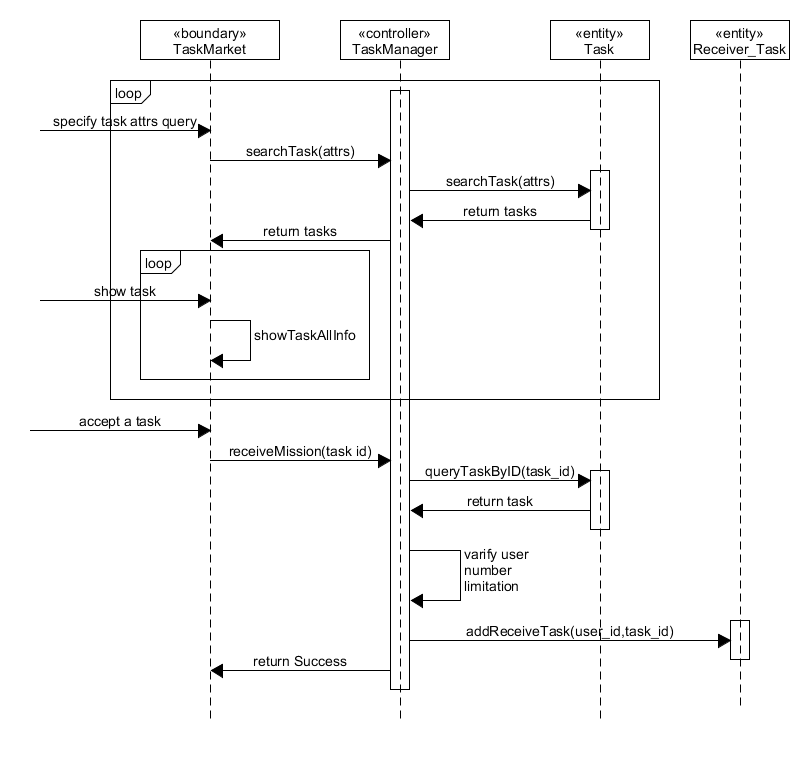 «boundary»
TaskMarket
«controller»
TaskManager
«entity»
Task
«entity»
Receiver_Task
loop
specify task attrs query
searchTask(attrs)
searchTask(attrs)
return tasks
return tasks
loop
show task
showTaskAllInfo
accept a task
receiveMission(task id)
queryTaskByID(task_id)
return task
varify user
number
limitation
addReceiveTask(user_id,task_id)
return Success